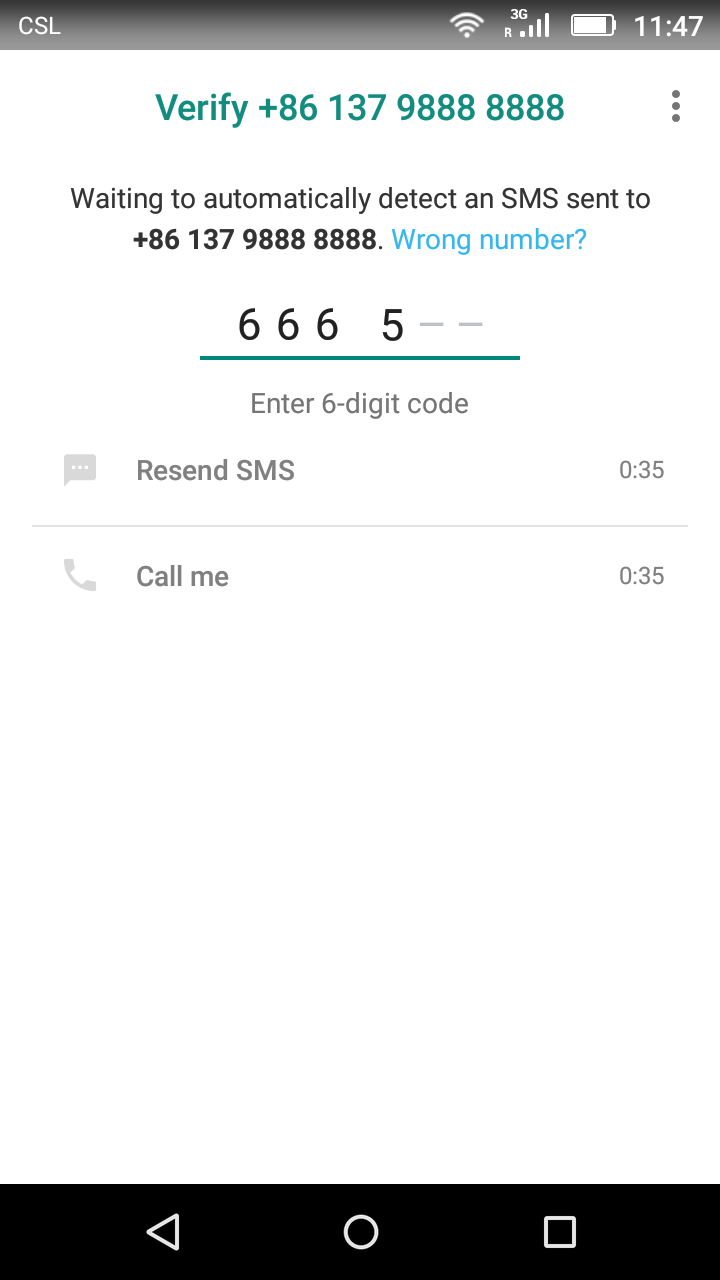 CSL
3G
R
11:47
Verify +86 137 9888 8888
Waiting to automatically detect an SMS sent to
+86 137 9888 8888. Wrong number?
666 5––
Enter 6-digit code
Resend SMS 0:35
Call me 0:35